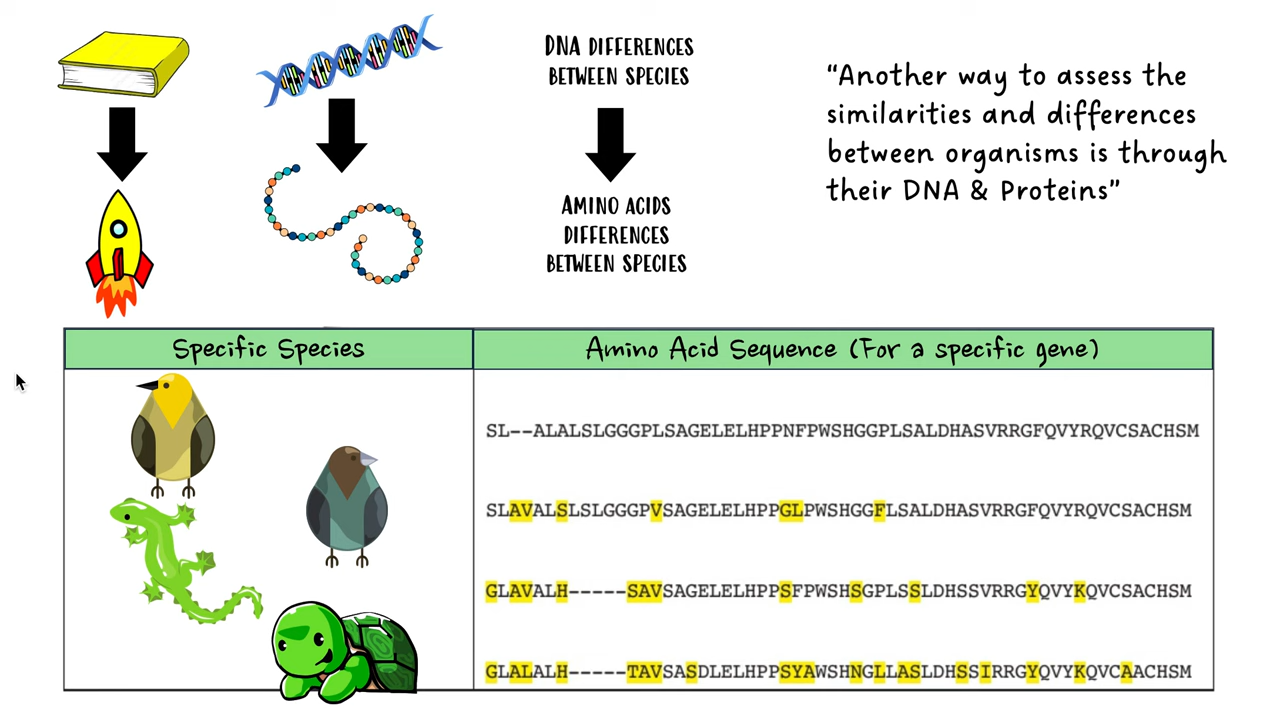 DNA DIFFERENCES
BETWEEN SPECIES
AMINO ACIDS
DIFFERENCES
BETWEEN SPECIES
“Another way to assess the
similarities and differences
between organisms is through
their DNA & Proteins”
Specific Species
Amino Acid Sequence (For a specific gene)
SL--ALALSLGGGPLSAGELELHPPNFPWSHGGPLSALDHASVRRGFQVYRQVCSACHSM
SLAVALSLSLGGGPVSAGELELHPPGLPWSHGGFLSALDHASVRRGFQVYRQVCSACHSM
GLAVALH-----SAVSAGELELHPPSFPWSHSGPLSSLDHSSVRRGYQVYKQVCSACHSM
GLALALH-----TAVSASDLELHPPSYAWSHNGLLASLDHSSIRRGYQVYKQVCAACHSM